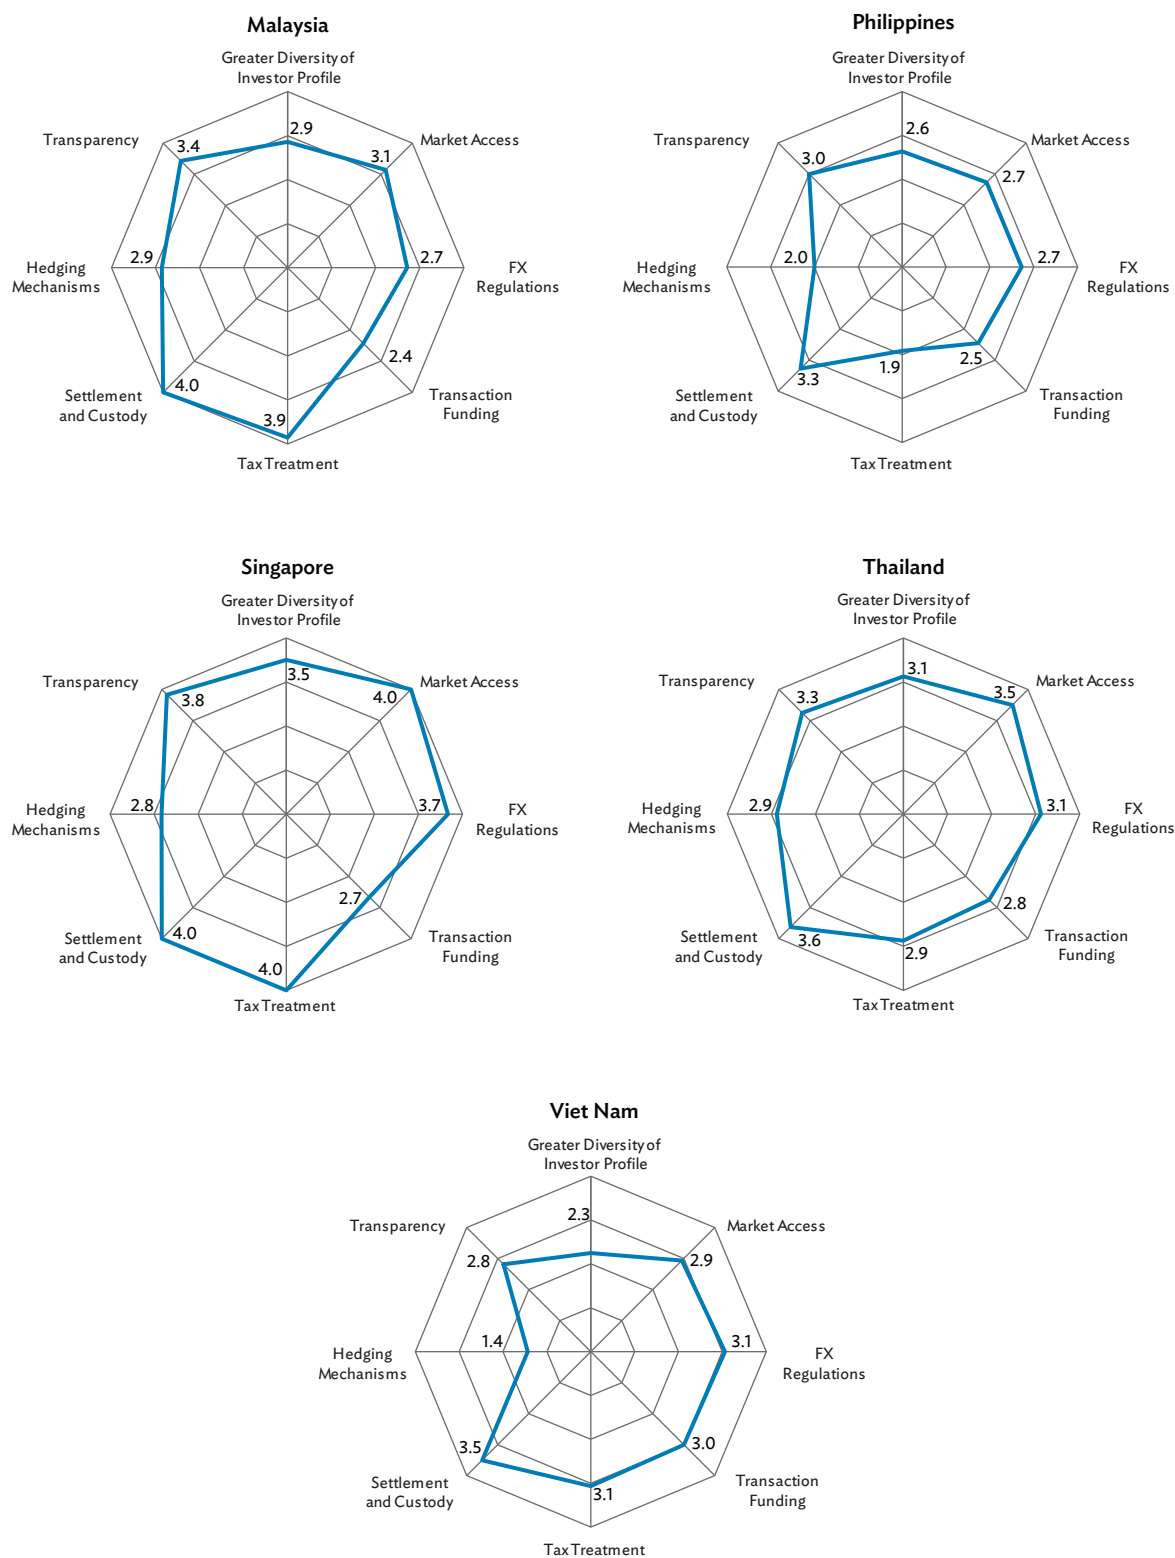 Malaysia
Greater Diversity of
Investor Profile
Transparency
3.4
2.9
3.1
Market Access
Hedging
Mechanisms
2.9
2.7
FX
Regulations
Settlement
and Custody
4.0
3.9
2.4
Transaction
Funding
Tax Treatment
Philippines
Greater Diversity of
Investor Profile
Transparency
3.0
2.6
2.7
Market Access
Hedging
Mechanisms
2.0
2.7
FX
Regulations
Settlement
and Custody
3.3
1.9
2.5
Transaction
Funding
Tax Treatment
Singapore
Greater Diversity of
Investor Profile
Transparency
3.8
3.5
4.0
Market Access
Hedging
Mechanisms
2.8
3.7
FX
Regulations
Settlement
and Custody
4.0
4.0
2.7
Transaction
Funding
Tax Treatment
Thailand
Greater Diversity of
Investor Profile
Transparency
3.3
3.1
3.5
Market Access
Hedging
Mechanisms
2.9
3.1
FX
Regulations
Settlement
and Custody
3.6
2.9
2.8
Transaction
Funding
Tax Treatment
Viet Nam
Greater Diversity of
Investor Profile
Transparency
2.8
2.3
2.9
Market Access
Hedging
Mechanisms
1.4
3.1
FX
Regulations
Settlement
and Custody
3.5
3.1
3.0
Transaction
Funding
Tax Treatment